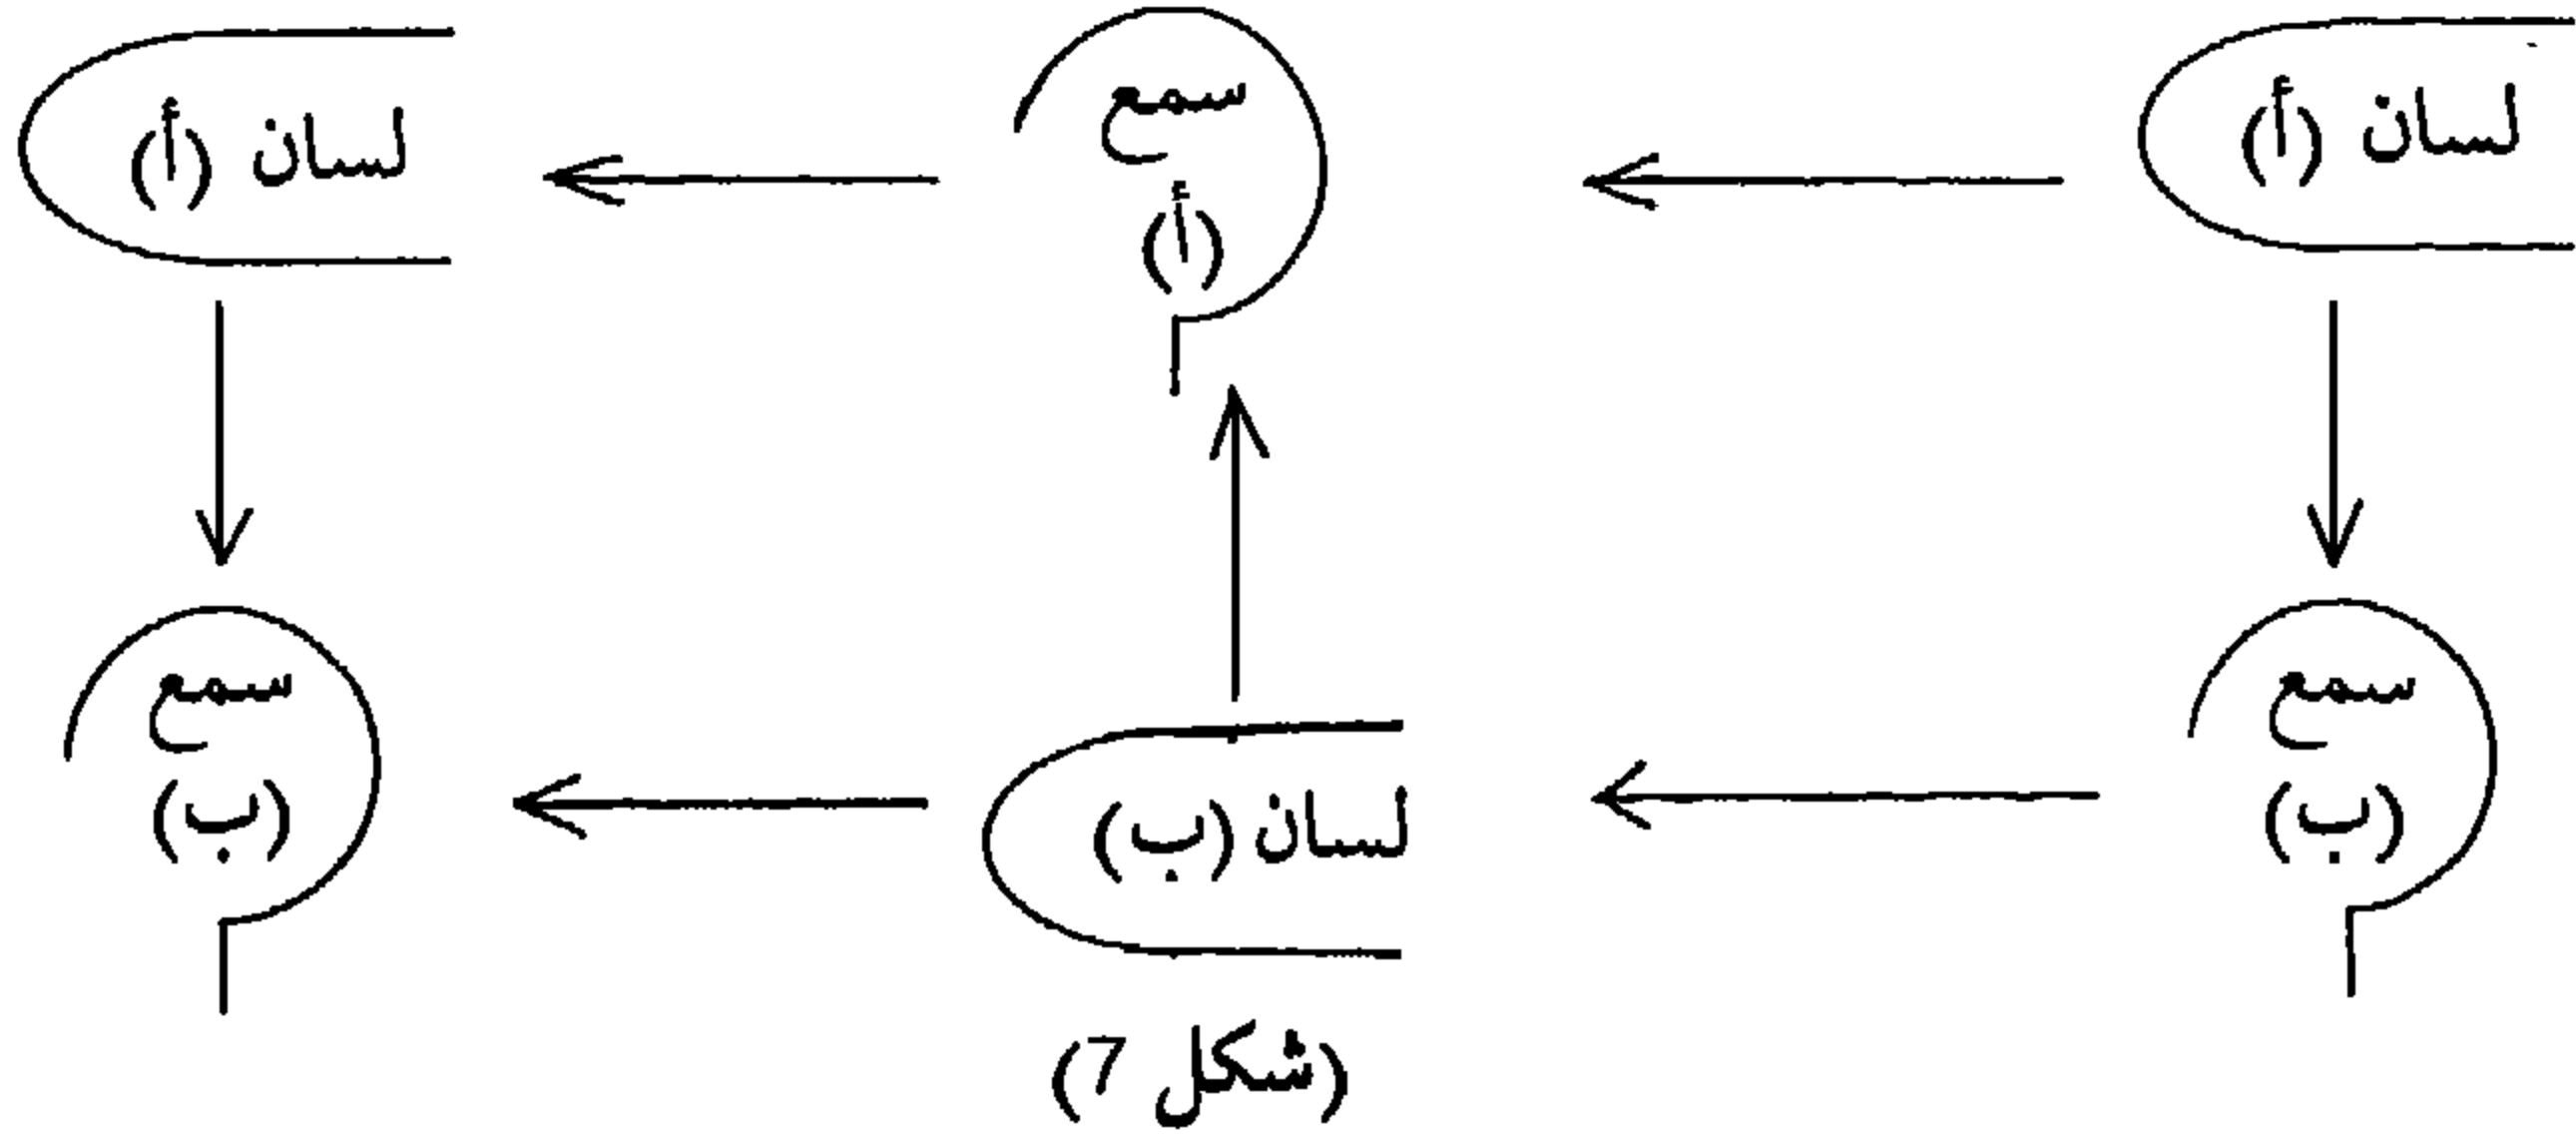 لسان (أ)
سمع
(أ)
لسان (أ)
سمع
(ب)
لسان (ب)
سمع
(ب)
(شكل 7)